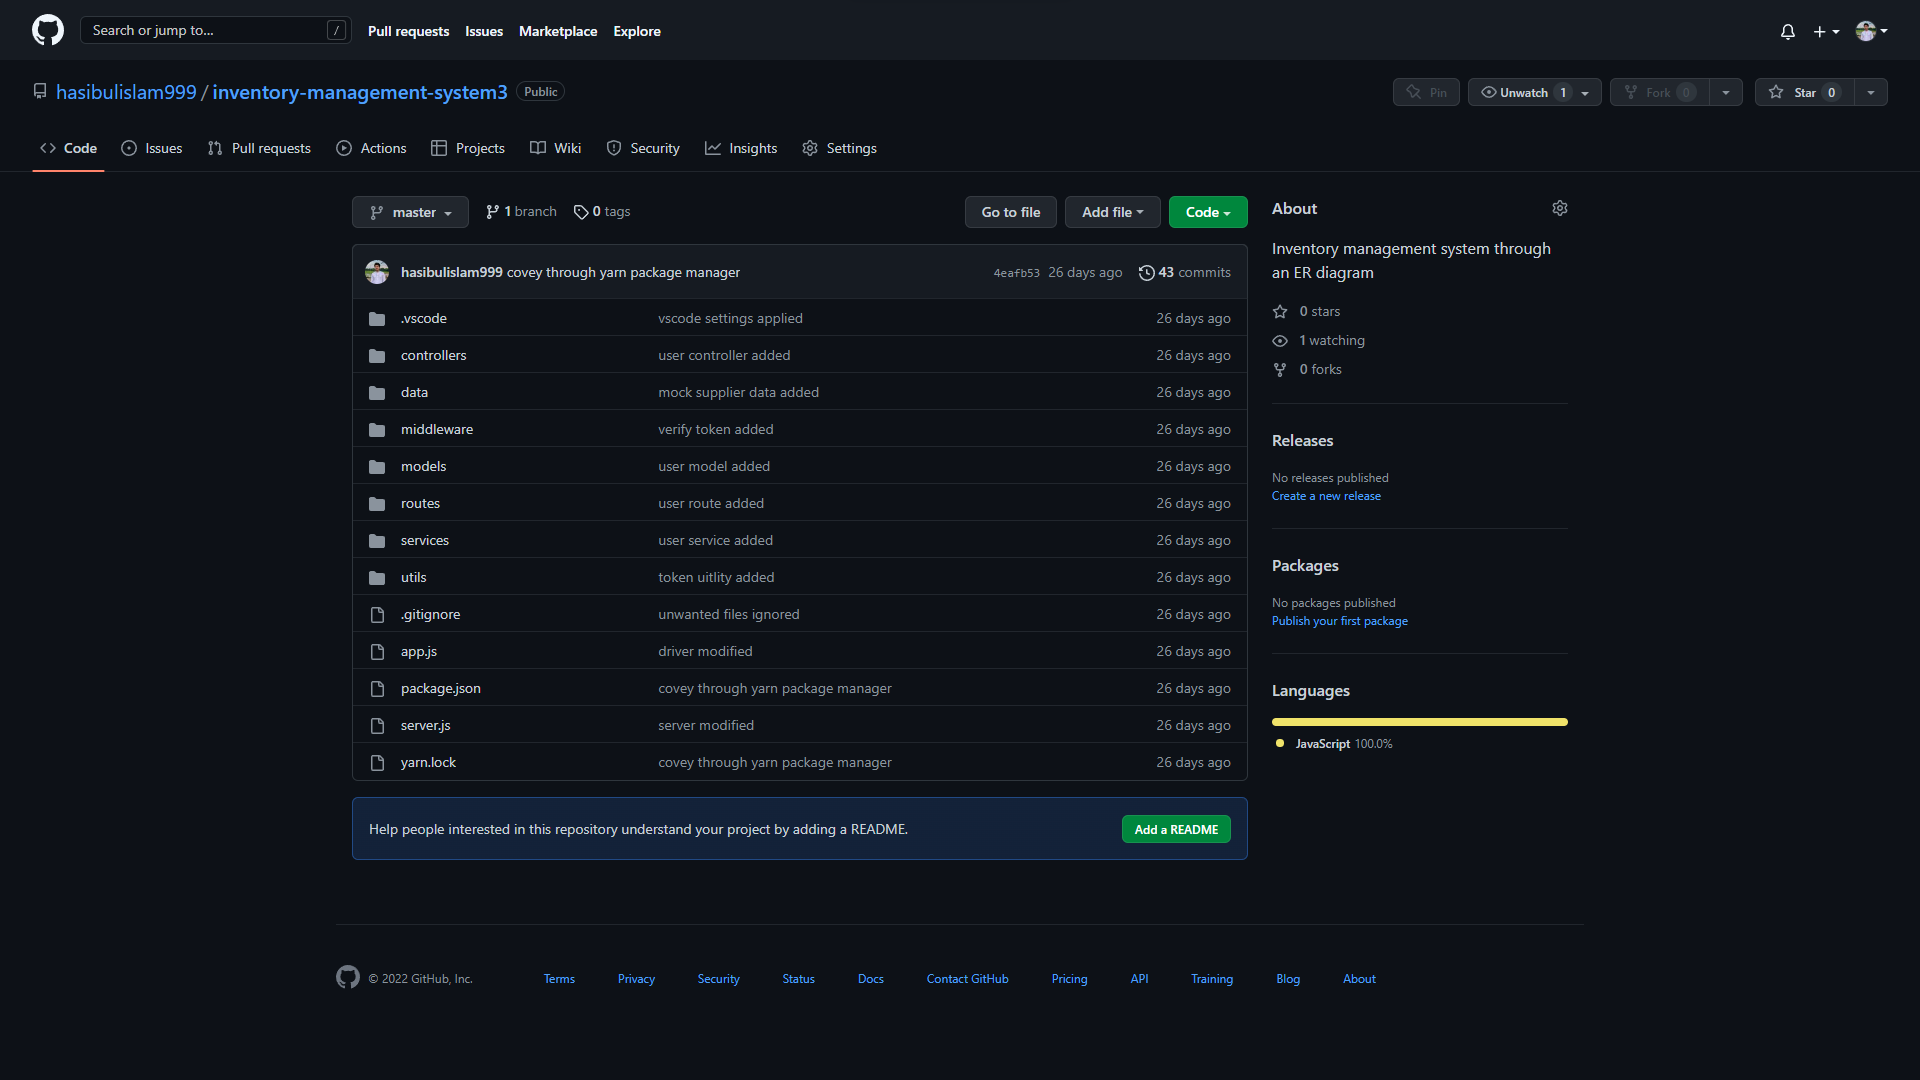 Search or jump to... /
Pull requests Issues Marketplace Explore
hasibulislam999 / inventory-management-system3 Public
Pin Unwatch 1 Fork 0 Star 0
Code Issues Pull requests Actions Projects Wiki Security Insights Settings
master 1 branch 0 tags Go to file Add file Code
hasibulislam999 covey through yarn package manager 4eafb53 26 days ago 43 commits
.vscode vscode settings applied 26 days ago
controllers user controller added 26 days ago
data mock supplier data added 26 days ago
middleware verify token added 26 days ago
models user model added 26 days ago
routes user route added 26 days ago
services user service added 26 days ago
utils token uitlity added 26 days ago
.gitignore unwanted files ignored 26 days ago
app.js driver modified 26 days ago
package.json covey through yarn package manager 26 days ago
server.js server modified 26 days ago
yarn.lock covey through yarn package manager 26 days ago
Help people interested in this repository understand your project by adding a README. Add a README
About
Inventory management system through
an ER diagram
0 stars
1 watching
0 forks
Releases
No releases published
Create a new release
Packages
No packages published
Publish your first package
Languages
JavaScript 100.0%
© 2022 GitHub, Inc. Terms Privacy Security Status Docs Contact GitHub Pricing API Training Blog About